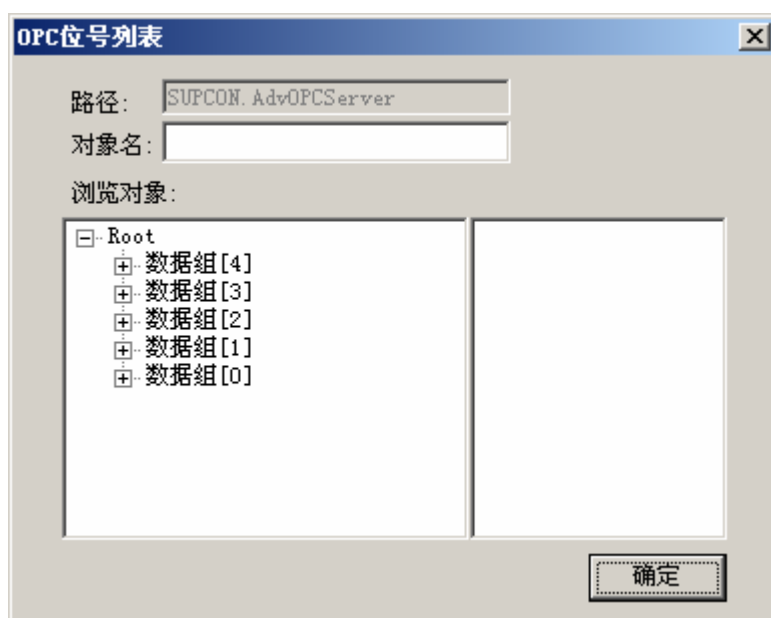 OPC位号列表
路径: SUPCON.AdvOPCServer
对象名:
浏览对象:
Root
数据组[4]
数据组[3]
数据组[2]
数据组[1]
数据组[0]
确定